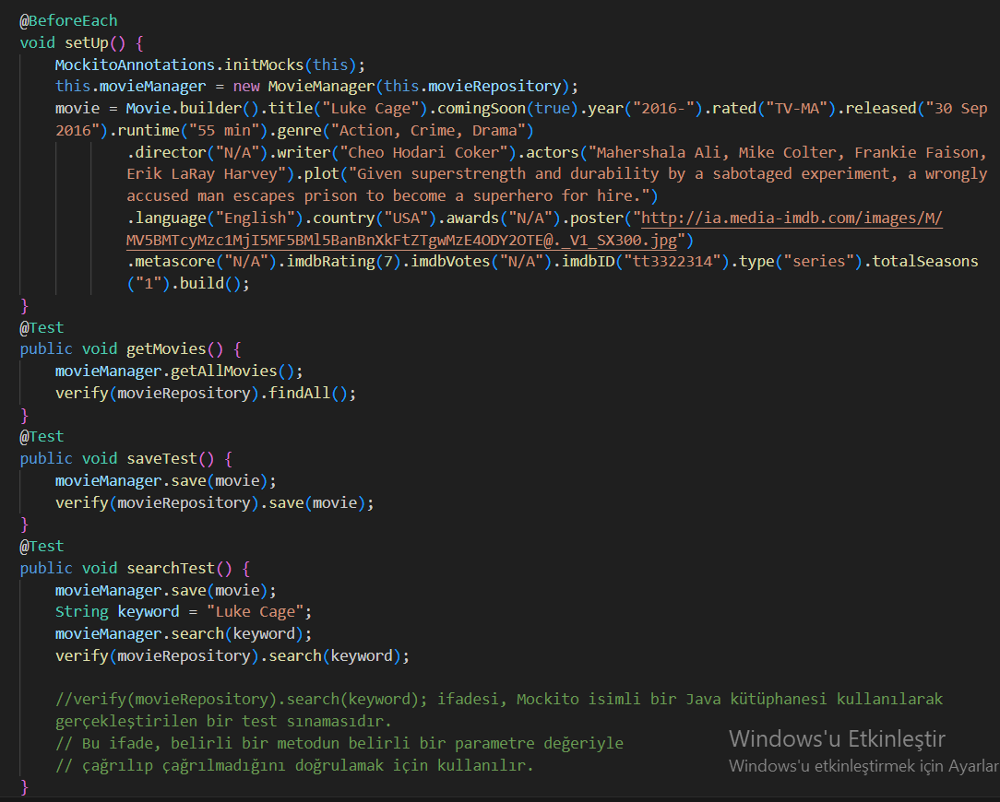 @BeforeEach
void setUp() {
MockitoAnnotations.initMocks(this);
this.movieManager = new MovieManager(this.movieRepository);
movie = Movie.builder().title("Luke Cage").comingSoon(true).year("2016-").rated("TV-MA").released("30 Sep
2016").runtime("55 min").genre("Action, Crime, Drama")
.director("N/A").writer("Cheo Hodari Coker").actors("Mahershala Ali, Mike Colter, Frankie Faison,
Erik LaRay Harvey").plot("Given superstrength and durability by a sabotaged experiment, a wrongly
accused man escapes prison to become a superhero for hire.")
.language("English").country("USA").awards("N/A").poster("http://ia.media-imdb.com/images/M/
MV5BMTcyMzc1MjI5MF5BMl5BanBnXkFtZTgwMzE4ODY2OTE@._V1_SX300.jpg")
.metascore("N/A").imdbRating(7).imdbVotes("N/A").imdbID("tt3322314").type("series").totalSeasons
("1").build();
}
@Test
public void getMovies() {
movieManager.getAllMovies();
verify(movieRepository).findAll();
}
@Test
public void saveTest() {
movieManager.save(movie);
verify(movieRepository).save(movie);
}
@Test
public void searchTest() {
movieManager.save(movie);
String keyword = "Luke Cage";
movieManager.search(keyword);
verify(movieRepository).search(keyword);
//verify(movieRepository).search(keyword); ifadesi, Mockito isimli bir Java kütüphanesi kullanılarak
gerçekleştirilen bir test sınamasıdır.
// Bu ifade, belirli bir metodun belirli bir parametre değeriyle
// çağrılıp çağrılmadığını doğrulamak için kullanılır.
}
Windows'u Etkinleştir
Windows'u etkinleştirmek için Ayarlar